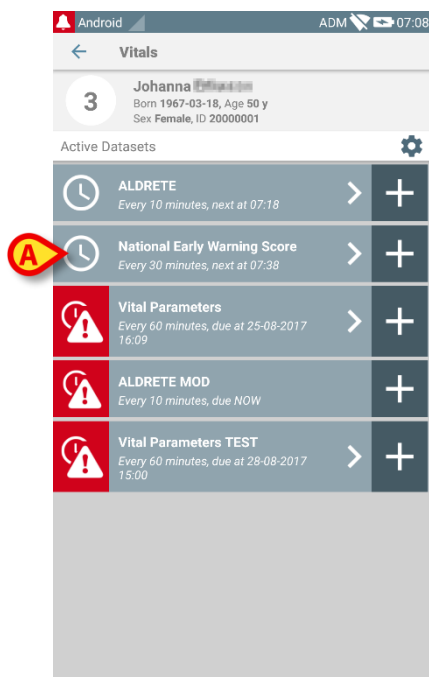 Android ADM 07:08
Vitals
3
Johanna
Born 1967-03-18, Age 50 y
Sex Female, ID 20000001
Active Datasets
ALDRETE
Every 10 minutes, next at 07:18
A
National Early Warning Score
Every 30 minutes, next at 07:38
Vital Parameters
Every 60 minutes, due at 25-08-2017
16:09
ALDRETE MOD
Every 10 minutes, due NOW
Vital Parameters TEST
Every 60 minutes, due at 28-08-2017
15:00